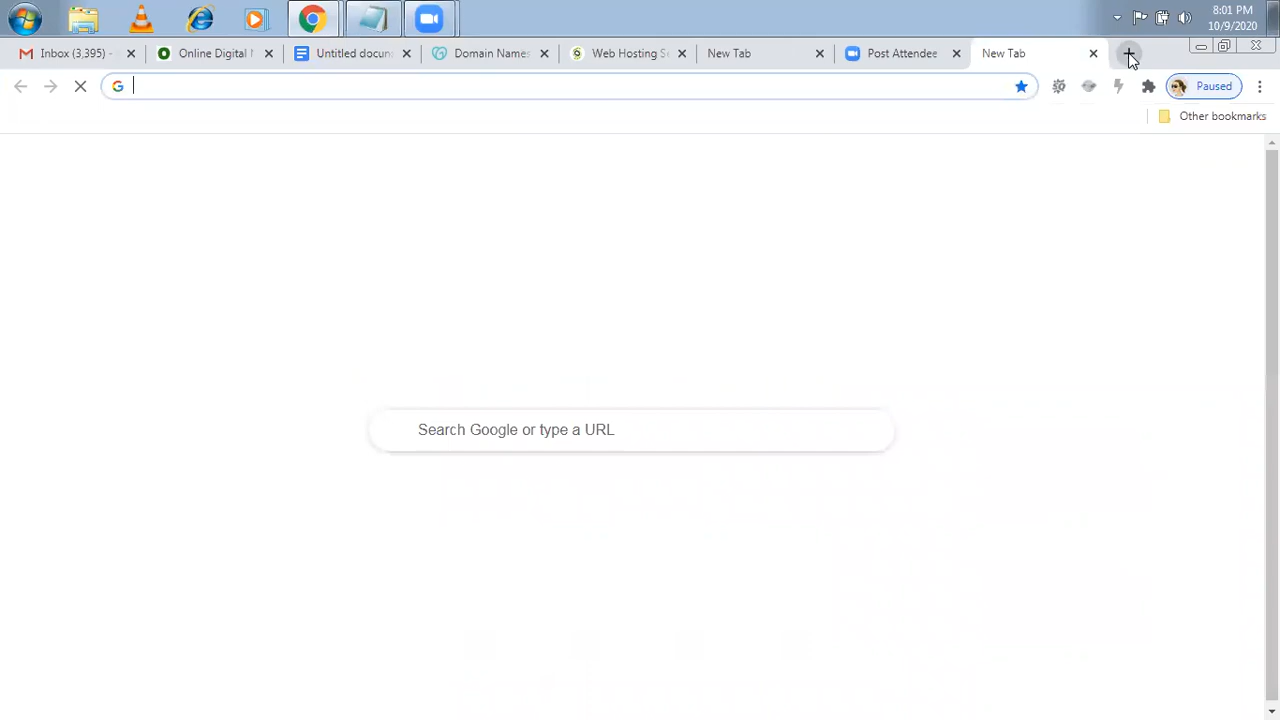 8:01 PM
10/9/2020
Inbox (3,395) -
Online Digital M
Untitled docum
Domain Names
Web Hosting Se
New Tab
Post Attendee
New Tab
Paused
Other bookmarks
Search Google or type a URL